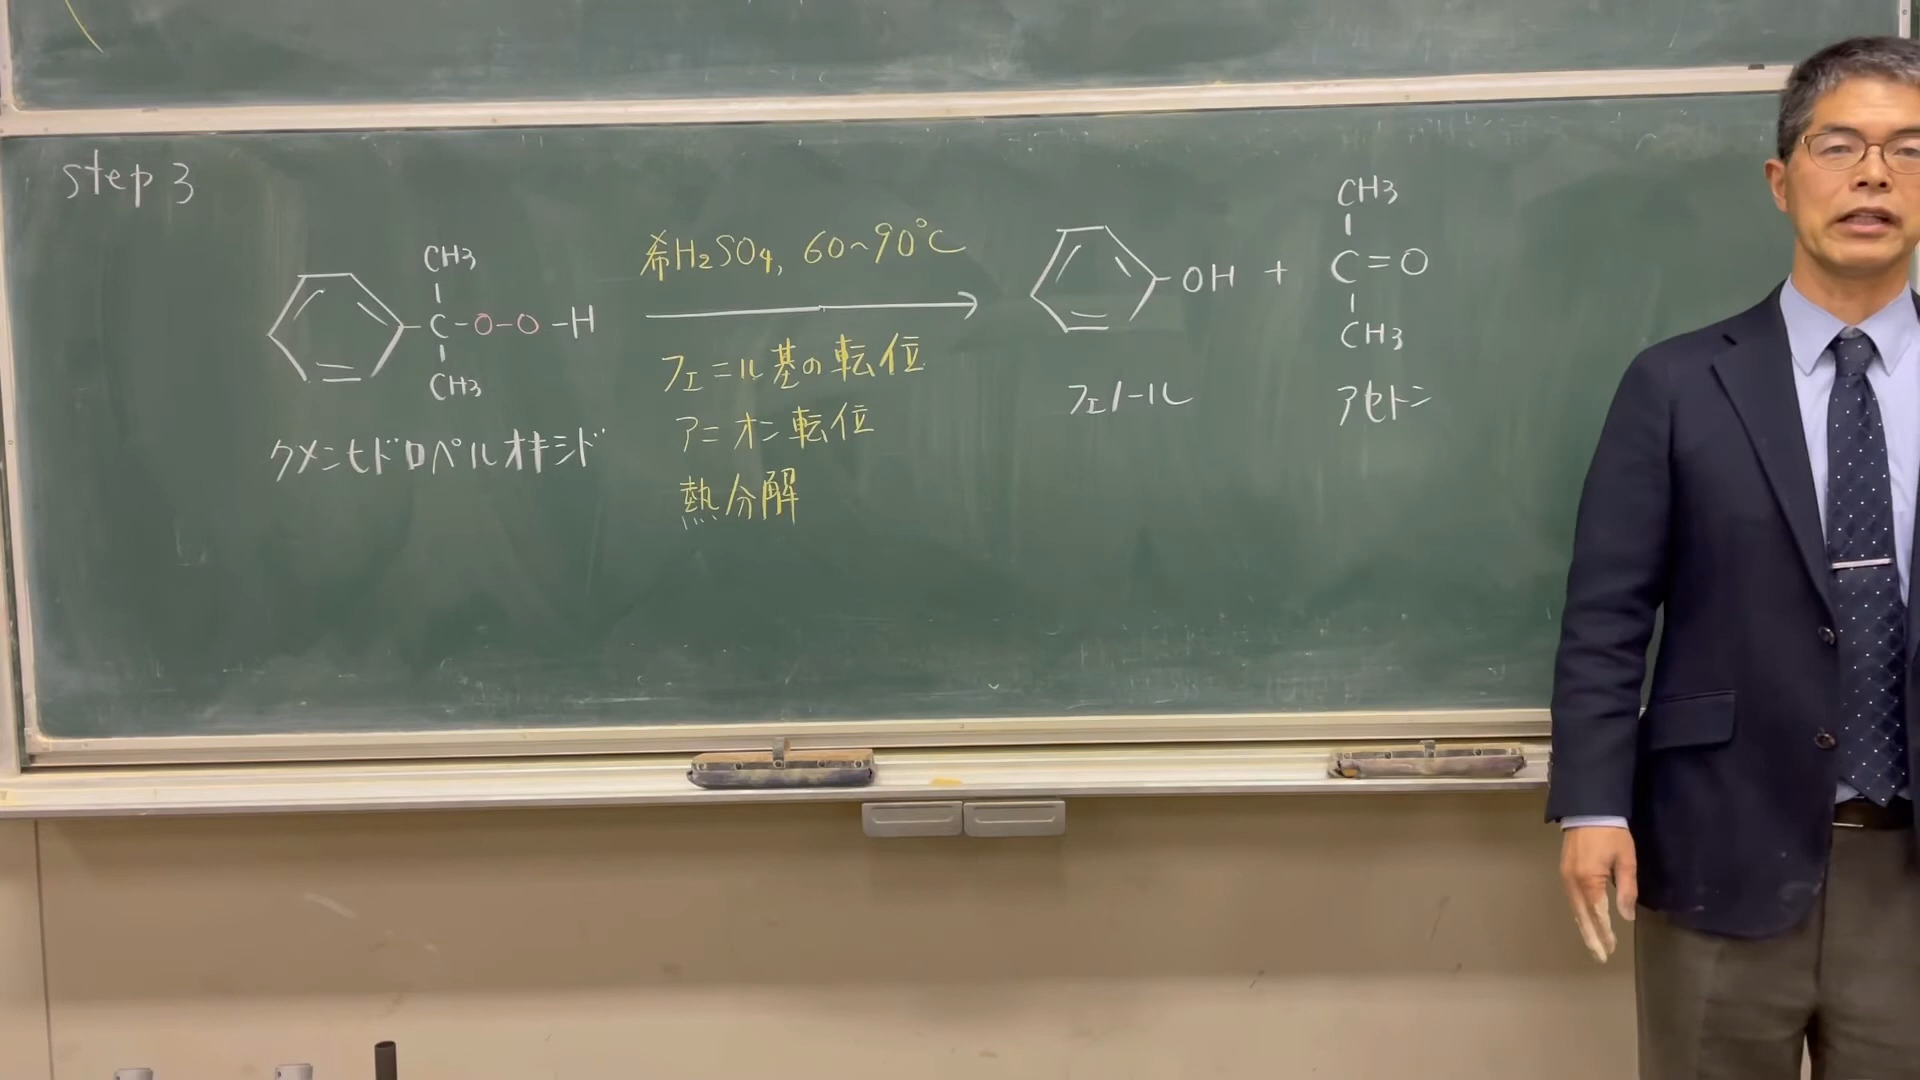 step 3
CH3
C-O-O-H
CH3
クメンヒドロペルオキシド
希H₂SO₄, 60~90°C
フェニル基の転位
アニオン転位
熱分解
OH +
フェノール
CH3
C=O
CH3
アセトン